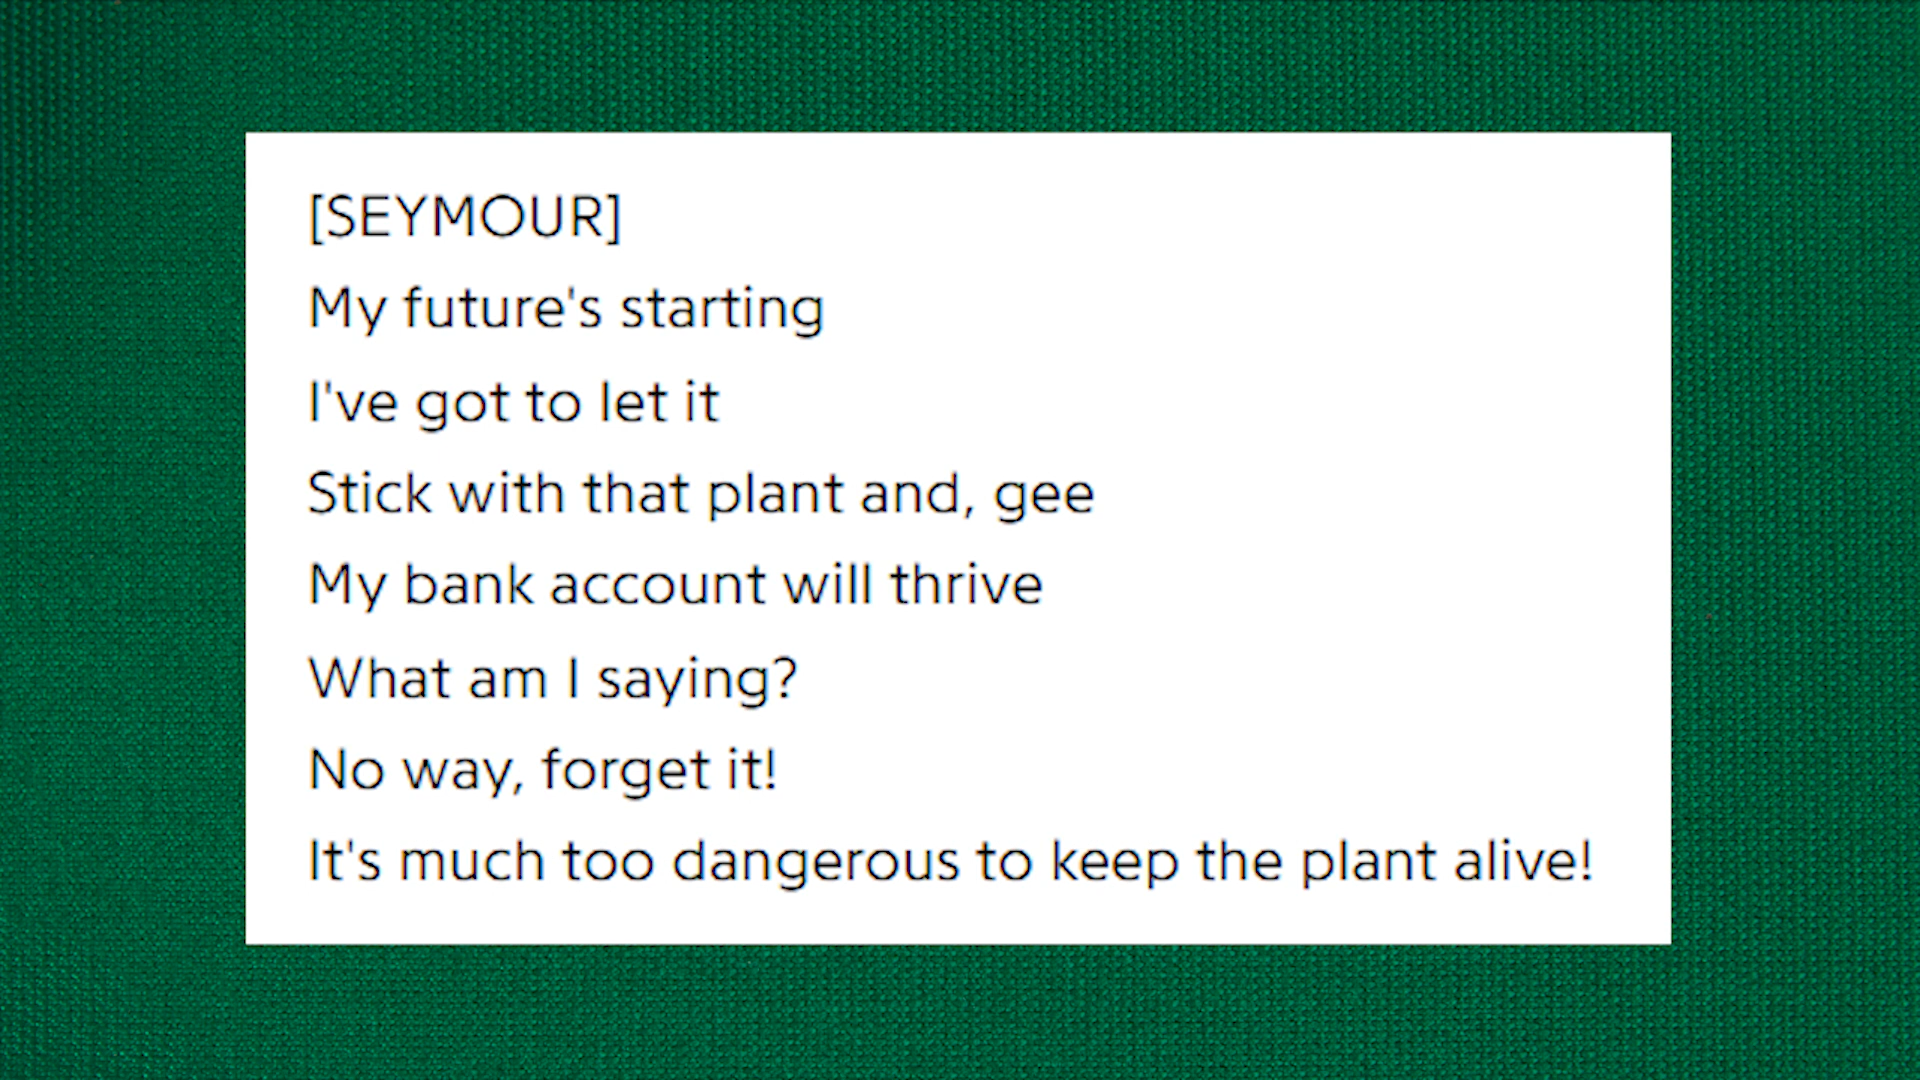 [SEYMOUR]
My future's starting
I've got to let it
Stick with that plant and, gee
My bank account will thrive
What am I saying?
No way, forget it!
It's much too dangerous to keep the plant alive!